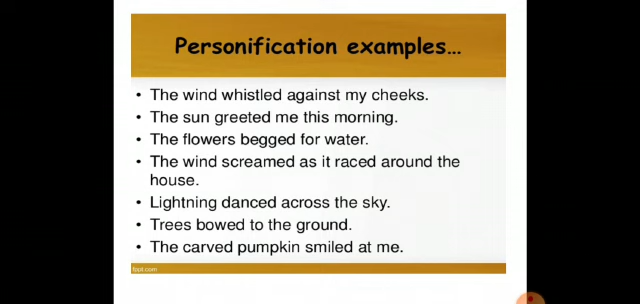 Personification examples…
• The wind whistled against my cheeks.
• The sun greeted me this morning.
• The flowers begged for water.
• The wind screamed as it raced around the
house.
• Lightning danced across the sky.
• Trees bowed to the ground.
• The carved pumpkin smiled at me.
fppt.com